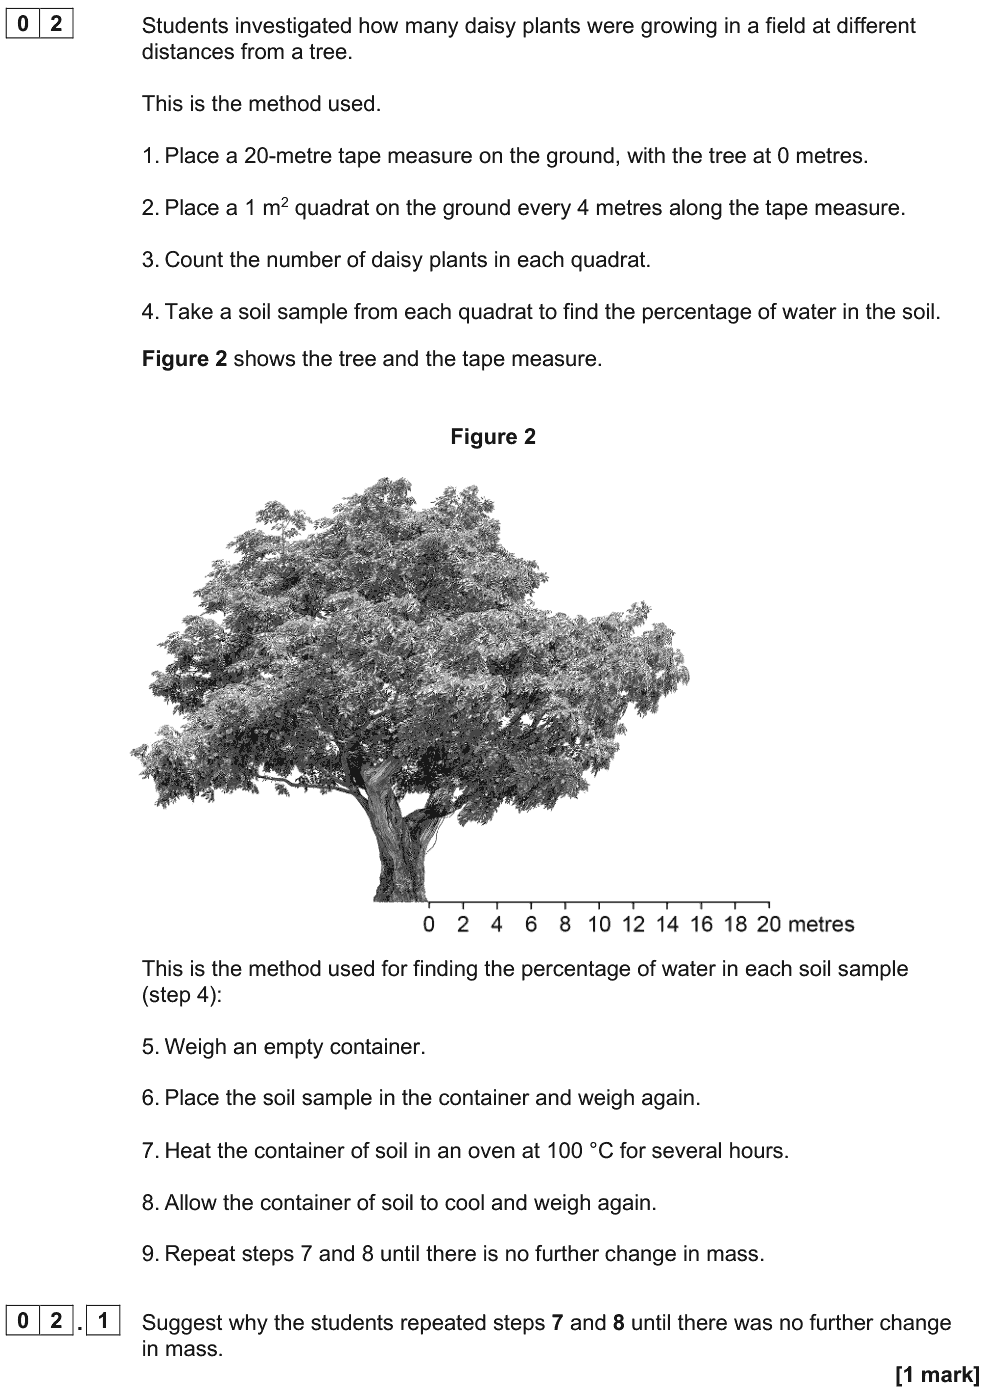 0 2 Students investigated how many daisy plants were growing in a field at different
distances from a tree.
This is the method used.
1. Place a 20-metre tape measure on the ground, with the tree at 0 metres.
2. Place a 1 m² quadrat on the ground every 4 metres along the tape measure.
3. Count the number of daisy plants in each quadrat.
4. Take a soil sample from each quadrat to find the percentage of water in the soil.
Figure 2 shows the tree and the tape measure.
Figure 2
0 2 4 6 8 10 12 14 16 18 20 metres
This is the method used for finding the percentage of water in each soil sample
(step 4):
5. Weigh an empty container.
6. Place the soil sample in the container and weigh again.
7. Heat the container of soil in an oven at 100 °C for several hours.
8. Allow the container of soil to cool and weigh again.
9. Repeat steps 7 and 8 until there is no further change in mass.
0 2 . 1 Suggest why the students repeated steps 7 and 8 until there was no further change
in mass.
[1 mark]